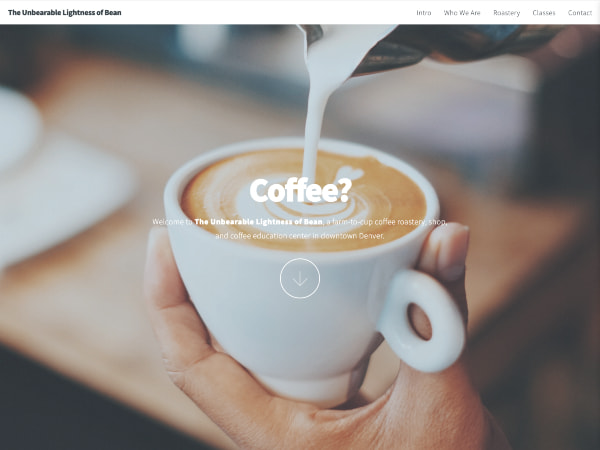 The Unbearable Lightness of Bean
Intro Who We Are Roastery Classes Contact
Coffee?
Welcome to The Unbearable Lightness of Bean, a farm-to-cup coffee roastery, shop,
and coffee education center in downtown Denver.